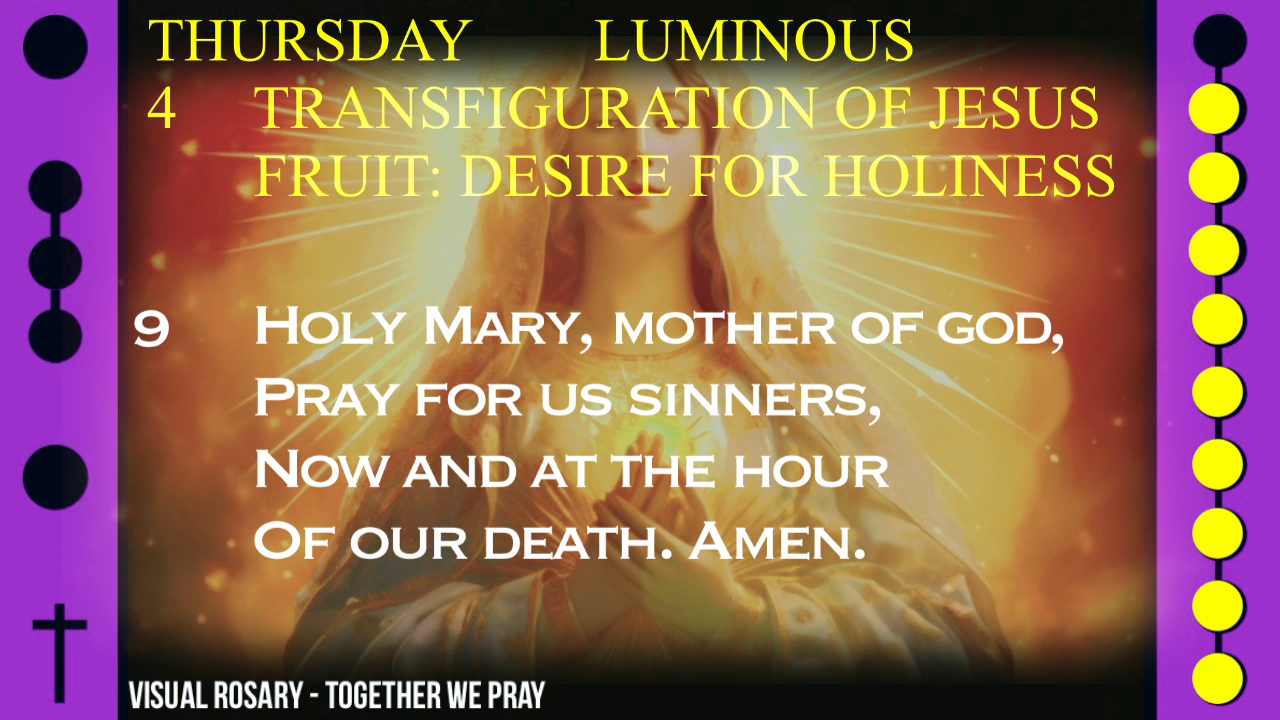 THURSDAY LUMINOUS
4 TRANSFIGURATION OF JESUS
FRUIT: DESIRE FOR HOLINESS
9 Holy Mary, mother of god,
Pray for us sinners,
Now and at the hour
Of our death. Amen.
VISUAL ROSARY - TOGETHER WE PRAY